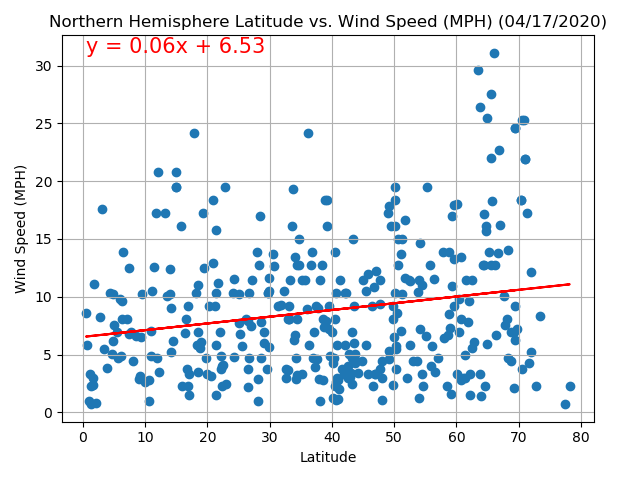 Northern Hemisphere Latitude vs. Wind Speed (MPH) (04/17/2020)
y = 0.06x + 6.53
Wind Speed (MPH)
30
25
20
15
10
5
0
0 10 20 30 40 50 60 70 80
Latitude